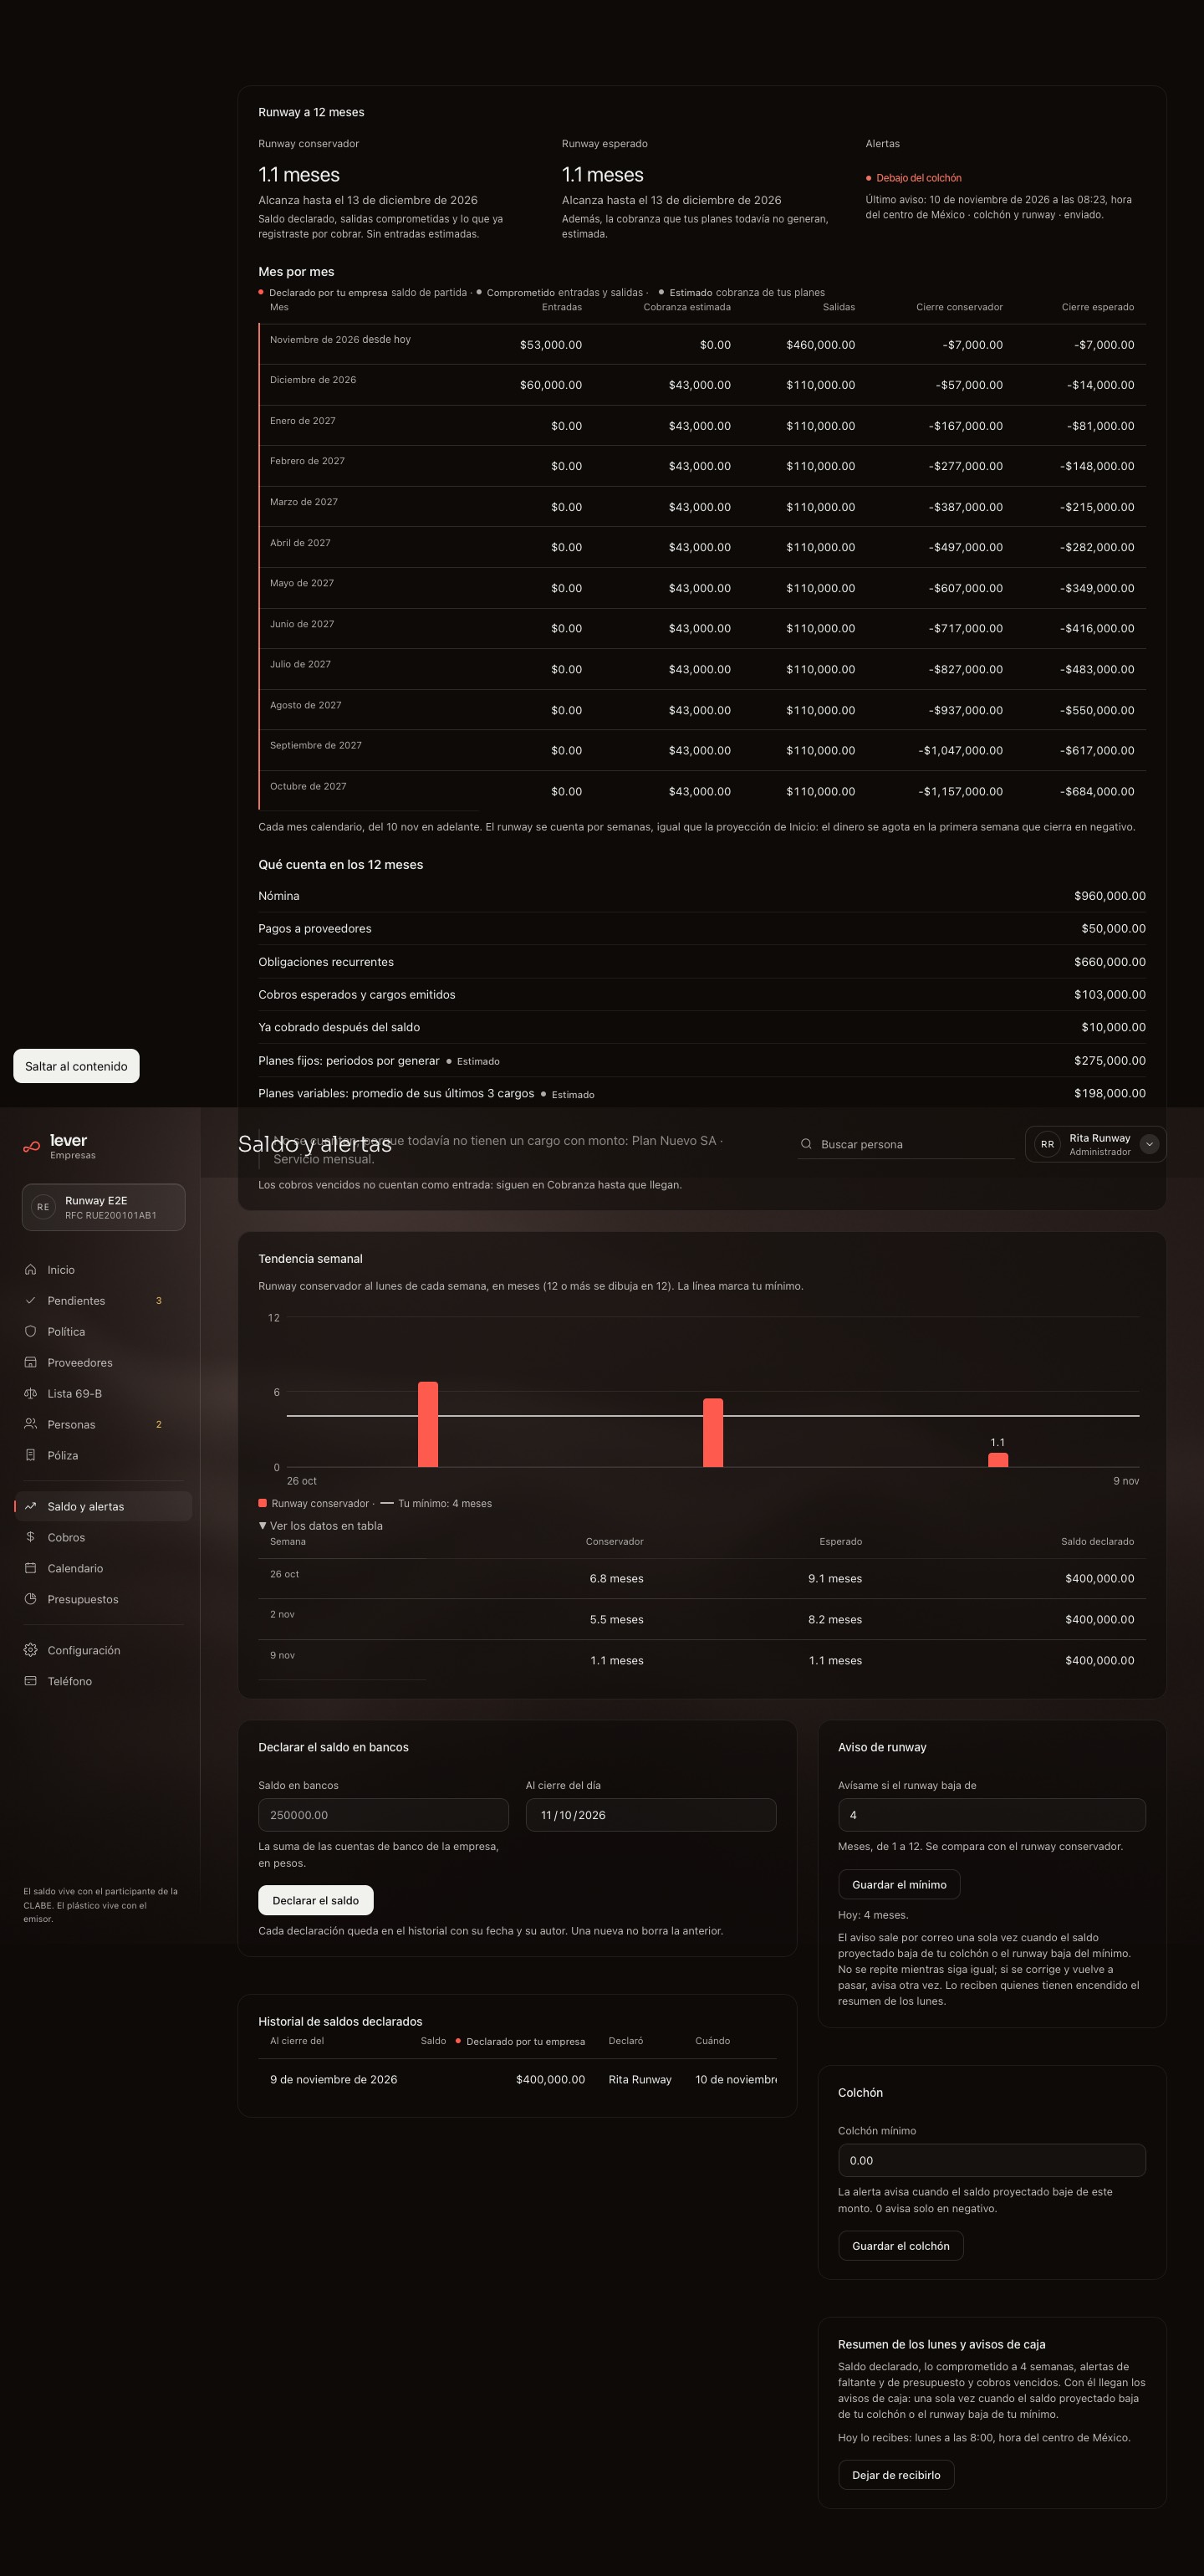 Runway a 12 meses
Runway conservador
1.1 meses
Alcanza hasta el 13 de diciembre de 2026
Saldo declarado, salidas comprometidas y lo que ya
registraste por cobrar. Sin entradas estimadas.
Runway esperado
1.1 meses
Alcanza hasta el 13 de diciembre de 2026
Además, la cobranza que tus planes todavía no generan,
estimada.
Alertas
Debajo del colchón
Último aviso: 10 de noviembre de 2026 a las 08:23, hora
del centro de México · colchón y runway · enviado.
Mes por mes
Declarado por tu empresa saldo de partida · Comprometido entradas y salidas · Estimado cobranza de tus planes
Mes Entradas Cobranza estimada Salidas Cierre conservador Cierre esperado
Noviembre de 2026 desde hoy $53,000.00 $0.00 $460,000.00 -$7,000.00 -$7,000.00
Diciembre de 2026 $60,000.00 $43,000.00 $110,000.00 -$57,000.00 -$14,000.00
Enero de 2027 $0.00 $43,000.00 $110,000.00 -$167,000.00 -$81,000.00
Febrero de 2027 $0.00 $43,000.00 $110,000.00 -$277,000.00 -$148,000.00
Marzo de 2027 $0.00 $43,000.00 $110,000.00 -$387,000.00 -$215,000.00
Abril de 2027 $0.00 $43,000.00 $110,000.00 -$497,000.00 -$282,000.00
Mayo de 2027 $0.00 $43,000.00 $110,000.00 -$607,000.00 -$349,000.00
Junio de 2027 $0.00 $43,000.00 $110,000.00 -$717,000.00 -$416,000.00
Julio de 2027 $0.00 $43,000.00 $110,000.00 -$827,000.00 -$483,000.00
Agosto de 2027 $0.00 $43,000.00 $110,000.00 -$937,000.00 -$550,000.00
Septiembre de 2027 $0.00 $43,000.00 $110,000.00 -$1,047,000.00 -$617,000.00
Octubre de 2027 $0.00 $43,000.00 $110,000.00 -$1,157,000.00 -$684,000.00
Cada mes calendario, del 10 nov en adelante. El runway se cuenta por semanas, igual que la proyección de Inicio: el dinero se agota en la primera semana que cierra en negativo.
Qué cuenta en los 12 meses
Nómina $960,000.00
Pagos a proveedores $50,000.00
Obligaciones recurrentes $660,000.00
Cobros esperados y cargos emitidos $103,000.00
Ya cobrado después del saldo $10,000.00
Planes fijos: periodos por generar Estimado $275,000.00
Planes variables: promedio de sus últimos 3 cargos Estimado $198,000.00
Saltar al contenido
lever
Empresas
Runway E2E
RE
RFC RUE200101AB1
Inicio
Pendientes 3
Política
Proveedores
Lista 69-B
Personas 2
Póliza
Saldo y alertas
Cobros
Calendario
Presupuestos
Configuración
Teléfono
El saldo vive con el participante de la
CLABE. El plástico vive con el
emisor.
Saldo y alertas
Buscar persona
RR
Rita Runway
Administrador
No se cuentan, porque todavía no tienen un cargo con monto: Plan Nuevo SA ·
Servicio mensual.
Los cobros vencidos no cuentan como entrada: siguen en Cobranza hasta que llegan.
Tendencia semanal
Runway conservador al lunes de cada semana, en meses (12 o más se dibuja en 12). La línea marca tu mínimo.
12
6
1.1
0
26 oct 9 nov
Runway conservador · Tu mínimo: 4 meses
▼ Ver los datos en tabla
Semana Conservador Esperado Saldo declarado
26 oct 6.8 meses 9.1 meses $400,000.00
2 nov 5.5 meses 8.2 meses $400,000.00
9 nov 1.1 meses 1.1 meses $400,000.00
Declarar el saldo en bancos
Saldo en bancos
250000.00
La suma de las cuentas de banco de la empresa,
en pesos.
Al cierre del día
11/10/2026
Declarar el saldo
Cada declaración queda en el historial con su fecha y su autor. Una nueva no borra la anterior.
Historial de saldos declarados
Al cierre del Saldo Declarado por tu empresa Declaró Cuándo
9 de noviembre de 2026 $400,000.00 Rita Runway 10 de noviembre
Aviso de runway
Avísame si el runway baja de
4
Meses, de 1 a 12. Se compara con el runway conservador.
Guardar el mínimo
Hoy: 4 meses.
El aviso sale por correo una sola vez cuando el saldo
proyectado baja de tu colchón o el runway baja del mínimo.
No se repite mientras siga igual; si se corrige y vuelve a
pasar, avisa otra vez. Lo reciben quienes tienen encendido el
resumen de los lunes.
Colchón
Colchón mínimo
0.00
La alerta avisa cuando el saldo proyectado baje de este
monto. 0 avisa solo en negativo.
Guardar el colchón
Resumen de los lunes y avisos de caja
Saldo declarado, lo comprometido a 4 semanas, alertas de
faltante y de presupuesto y cobros vencidos. Con él llegan los
avisos de caja: una sola vez cuando el saldo proyectado baja
de tu colchón o el runway baja de tu mínimo.
Hoy lo recibes: lunes a las 8:00, hora del centro de México.
Dejar de recibirlo